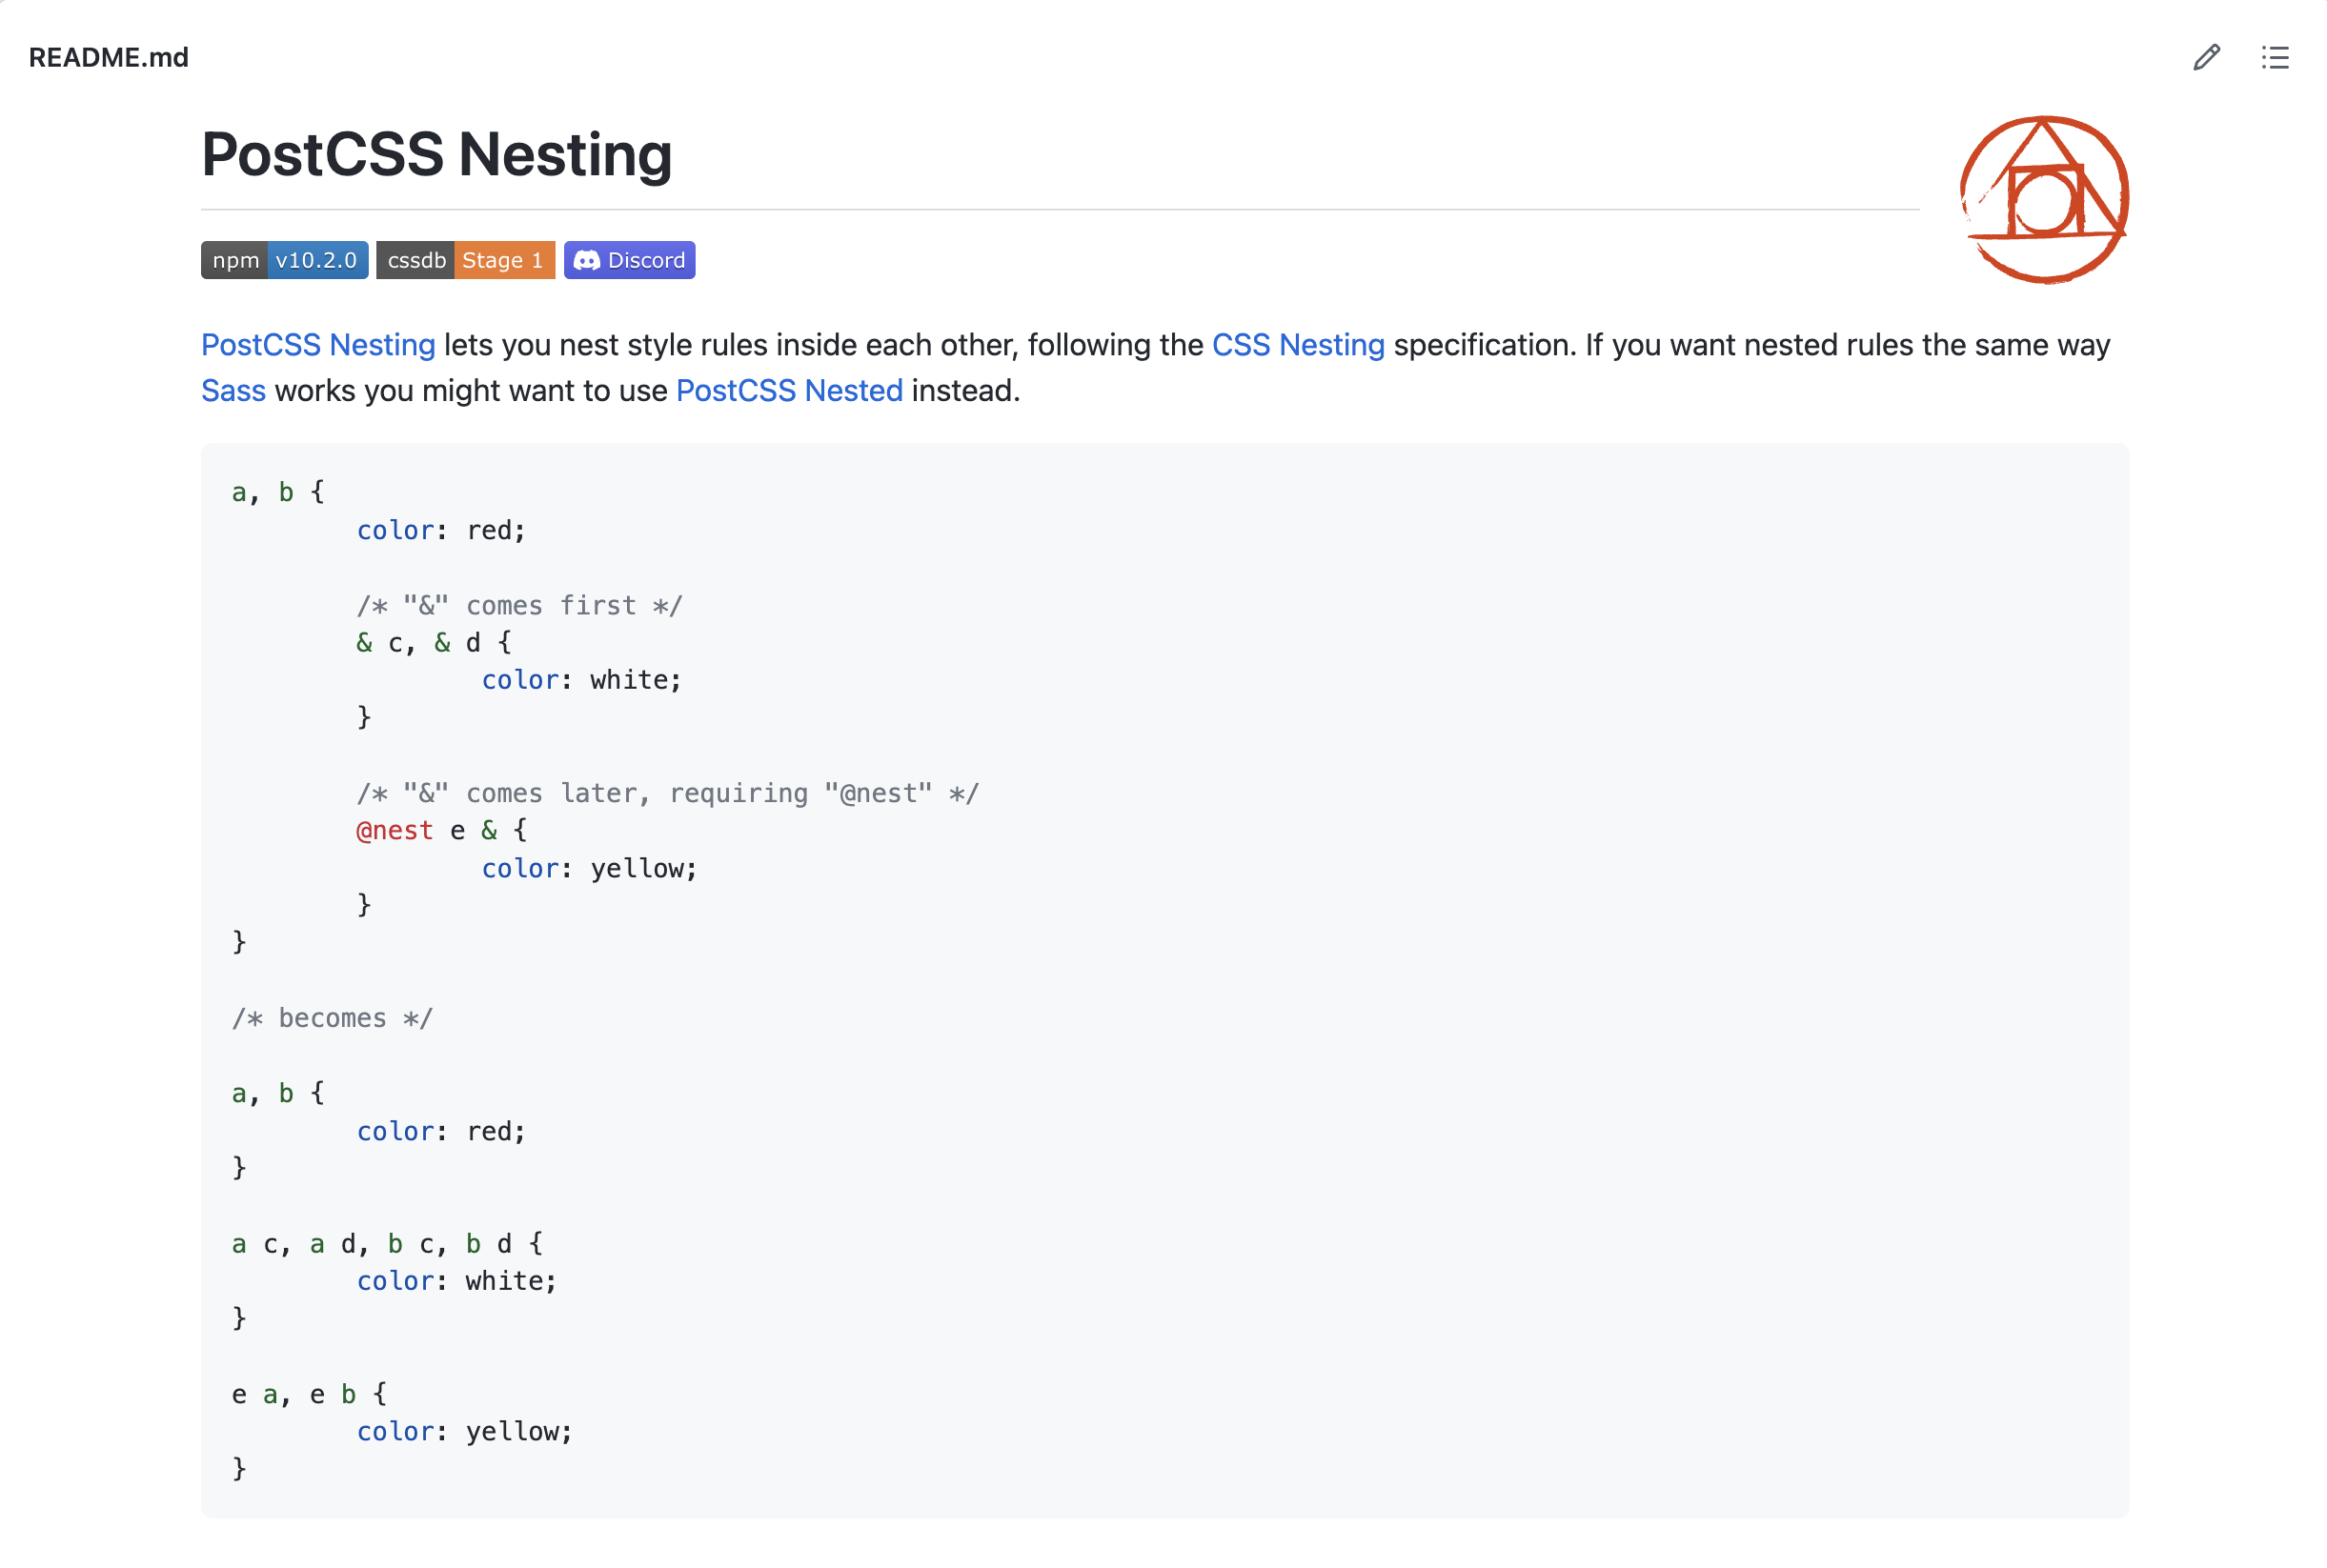 README.md
PostCSS Nesting
npm v10.2.0 cssdb Stage 1 Discord
PostCSS Nesting lets you nest style rules inside each other, following the CSS Nesting specification. If you want nested rules the same way
Sass works you might want to use PostCSS Nested instead.
a, b {
color: red;
/* "&" comes first */
& c, & d {
color: white;
}
/* "&" comes later, requiring "@nest" */
@nest e & {
color: yellow;
}
}
/* becomes */
a, b {
color: red;
}
a c, a d, b c, b d {
color: white;
}
e a, e b {
color: yellow;
}